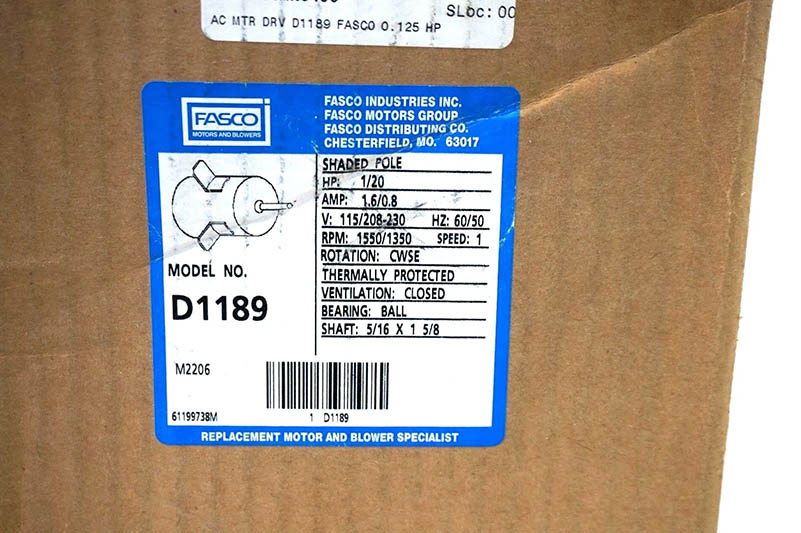 SLoc: 00
AC MTR DRV D1189 FASCO 0.125 HP
FASCO
MOTORS AND BLOWERS
FASCO INDUSTRIES INC.
FASCO MOTORS GROUP
FASCO DISTRIBUTING CO.
CHESTERFIELD, MO. 63017
SHADED POLE
HP: 1/20
AMP: 1.6/0.8
V: 115/208-230 HZ: 60/50
RPM: 1550/1350 SPEED: 1
ROTATION: CWSE
THERMALLY PROTECTED
VENTILATION: CLOSED
BEARING: BALL
SHAFT: 5/16 X 1 5/8
MODEL NO.
D1189
M2206
61199738M
1 D1189
REPLACEMENT MOTOR AND BLOWER SPECIALIST